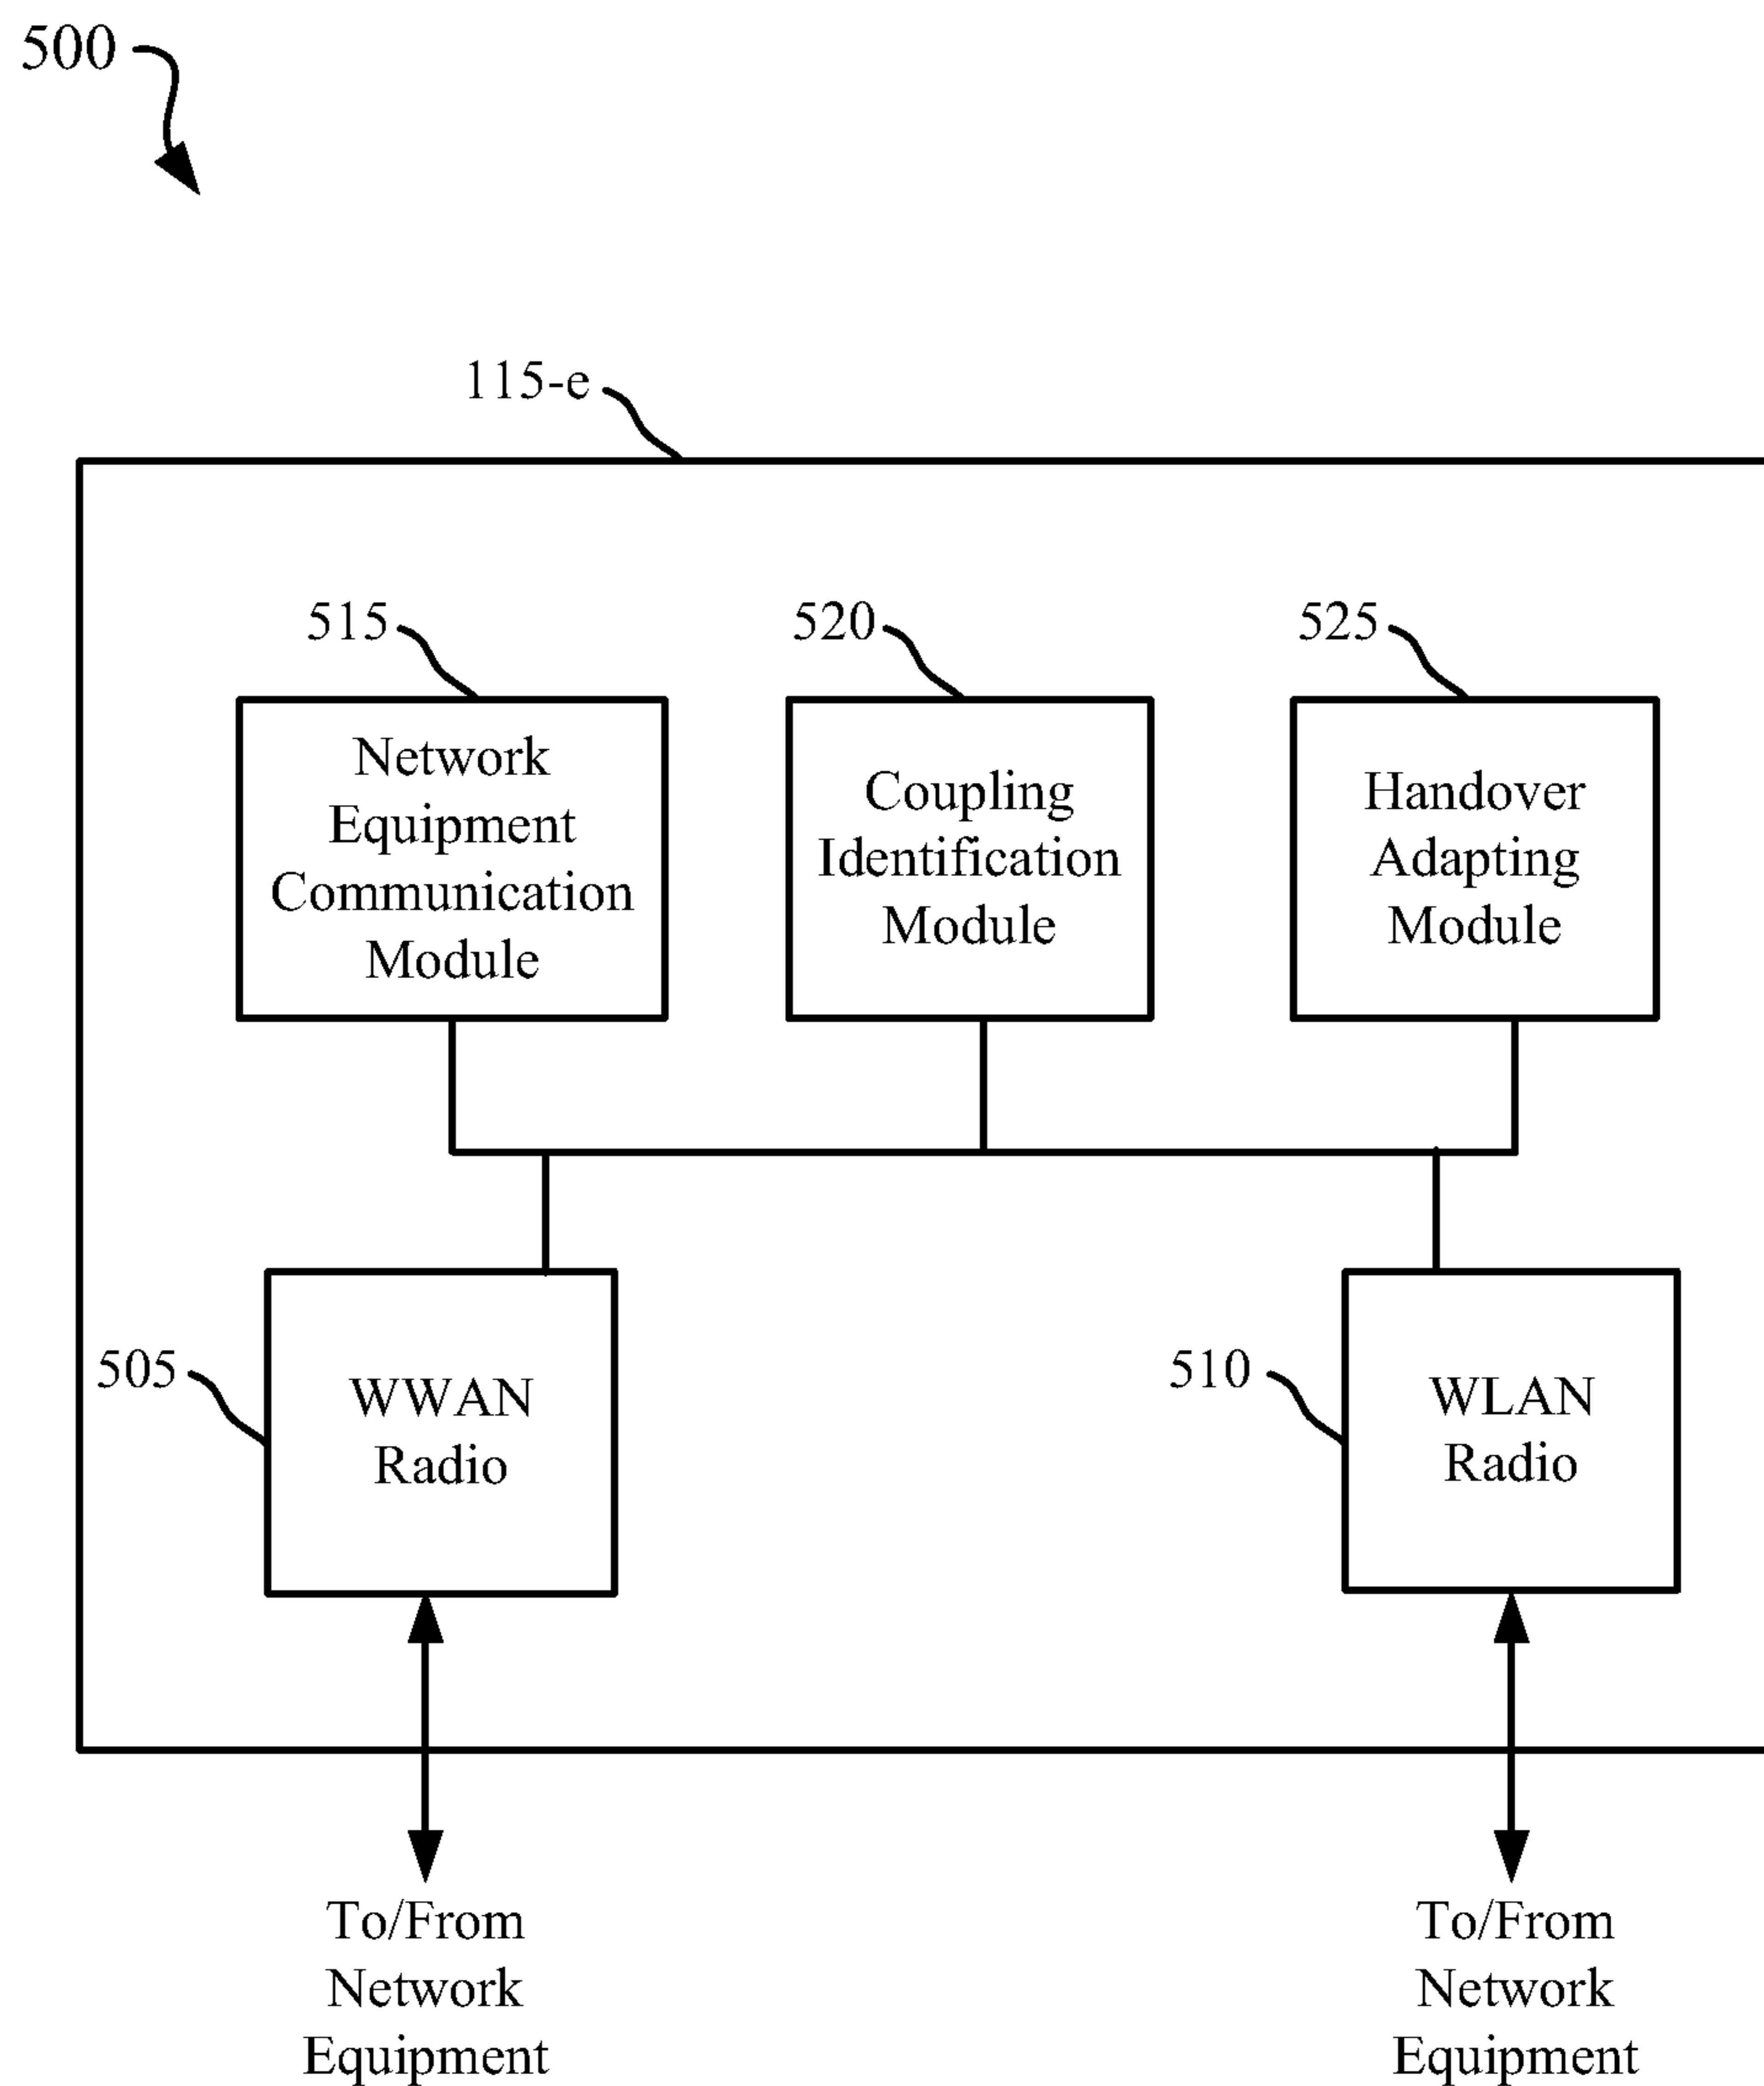 500
115-e
515
520
525
Network
Equipment
Communication
Module
Coupling
Identification
Module
Handover
Adapting
Module
505
WWAN
Radio
510
WLAN
Radio
To/From
Network
Equipment
To/From
Network
Equipment